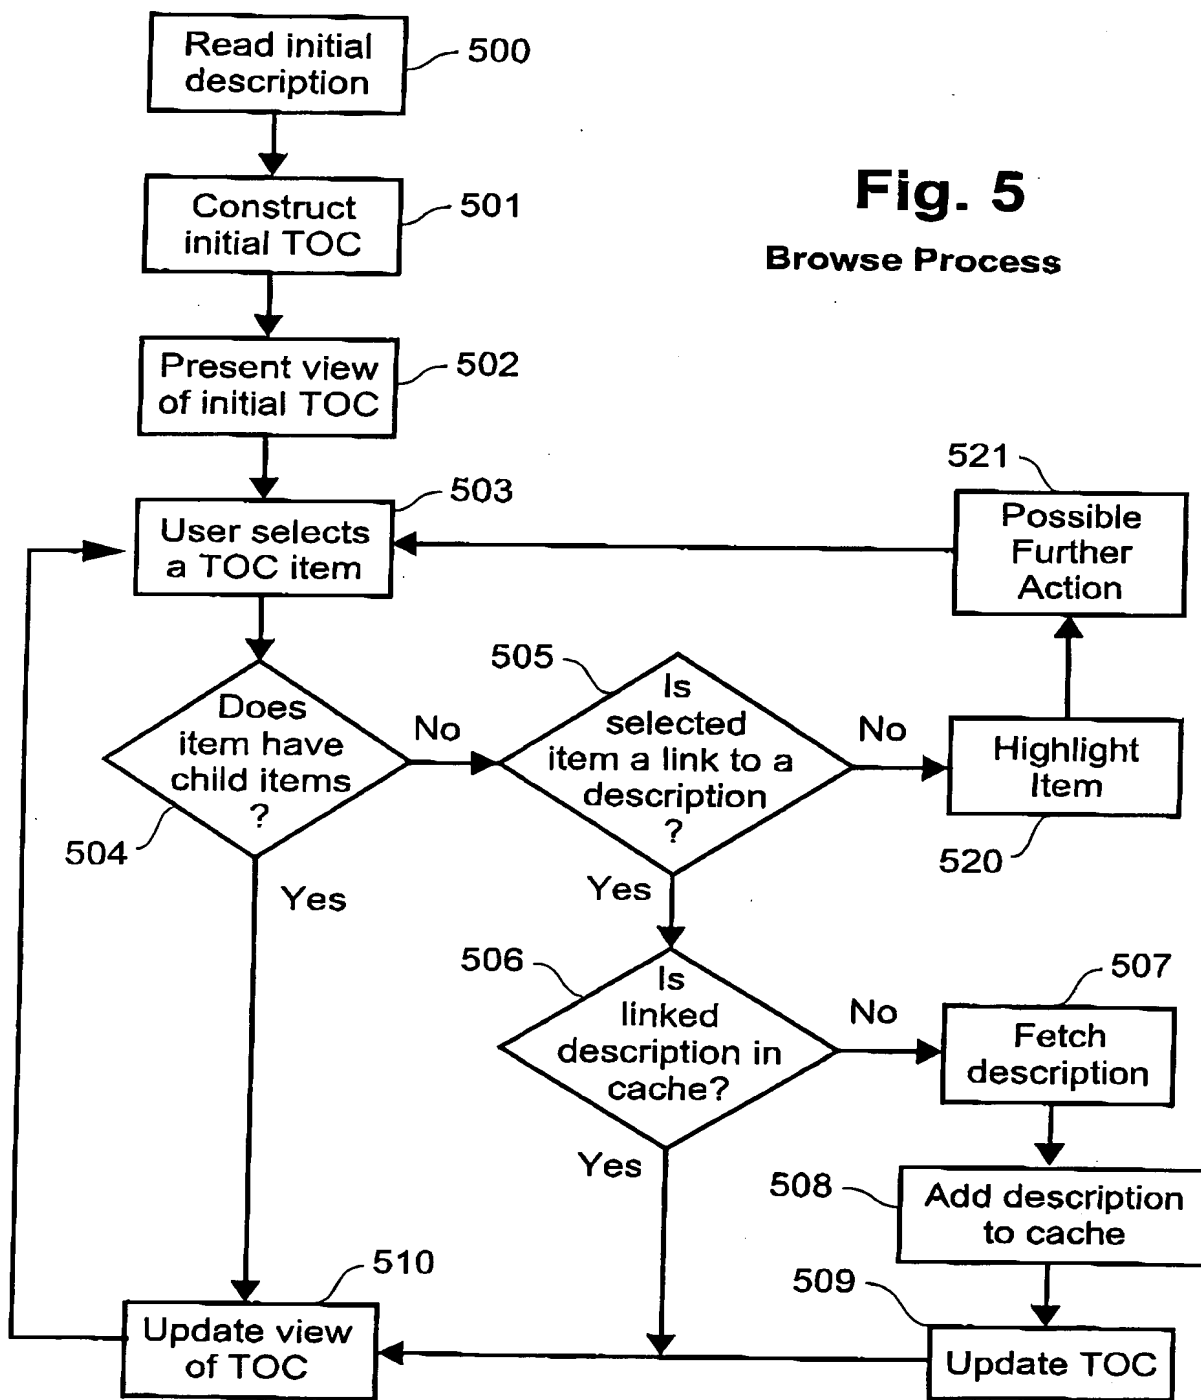 Read initial
description
500
Construct
initial TOC
501
Fig. 5
Browse Process
Present view
of initial TOC
502
User selects
a TOC item
503
521
Possible
Further
Action
Does
item have
child items
?
504
No
Yes
505
Is
selected
item a link to a
description
?
No
Yes
Highlight
Item
520
506
Is
linked
description in
cache?
No
Yes
507
Fetch
description
508
Add description
to cache
509
Update TOC
510
Update view
of TOC